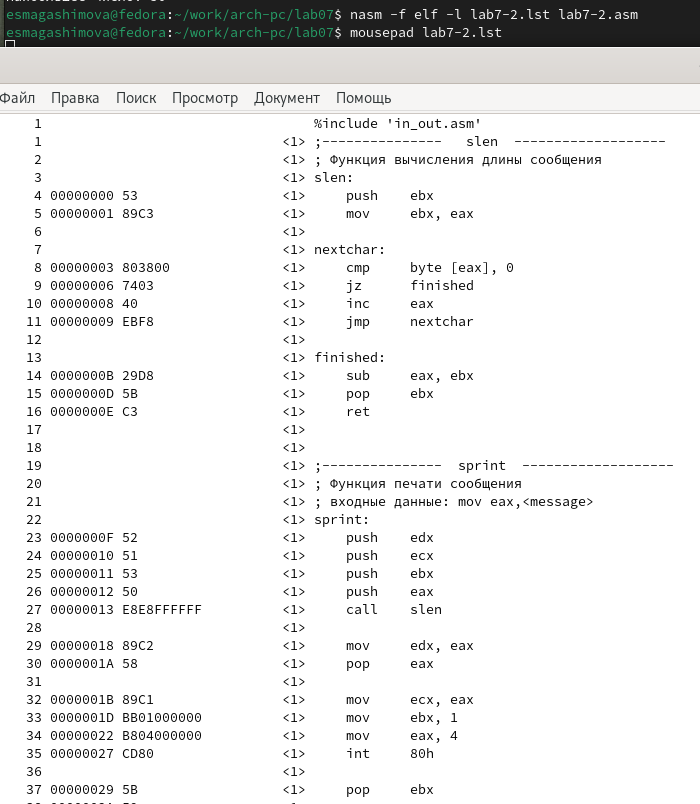 esmagashimova@fedora:~/work/arch-pc/lab07$ nasm -f elf -l lab7-2.lst lab7-2.asm
esmagashimova@fedora:~/work/arch-pc/lab07$ mousepad lab7-2.lst
Файл Правка Поиск Просмотр Документ Помощь
1 %include 'in_out.asm'
1 <1> ;--------------- slen -------------------
2 <1> ; Функция вычисления длины сообщения
3 <1> slen:
4 00000000 53 <1> push ebx
5 00000001 89C3 <1> mov ebx, eax
6 <1>
7 <1> nextchar:
8 00000003 803800 <1> cmp byte [eax], 0
9 00000006 7403 <1> jz finished
10 00000008 40 <1> inc eax
11 00000009 EBF8 <1> jmp nextchar
12 <1>
13 <1> finished:
14 0000000B 29D8 <1> sub eax, ebx
15 0000000D 5B <1> pop ebx
16 0000000E C3 <1> ret
17 <1>
18 <1>
19 <1> ;--------------- sprint -------------------
20 <1> ; Функция печати сообщения
21 <1> ; входные данные: mov eax,<message>
22 <1> sprint:
23 0000000F 52 <1> push edx
24 00000010 51 <1> push ecx
25 00000011 53 <1> push ebx
26 00000012 50 <1> push eax
27 00000013 E8E8FFFFFF <1> call slen
28 <1>
29 00000018 89C2 <1> mov edx, eax
30 0000001A 58 <1> pop eax
31 <1>
32 0000001B 89C1 <1> mov ecx, eax
33 0000001D BB01000000 <1> mov ebx, 1
34 00000022 B804000000 <1> mov eax, 4
35 00000027 CD80 <1> int 80h
36 <1>
37 00000029 5B <1> pop ebx